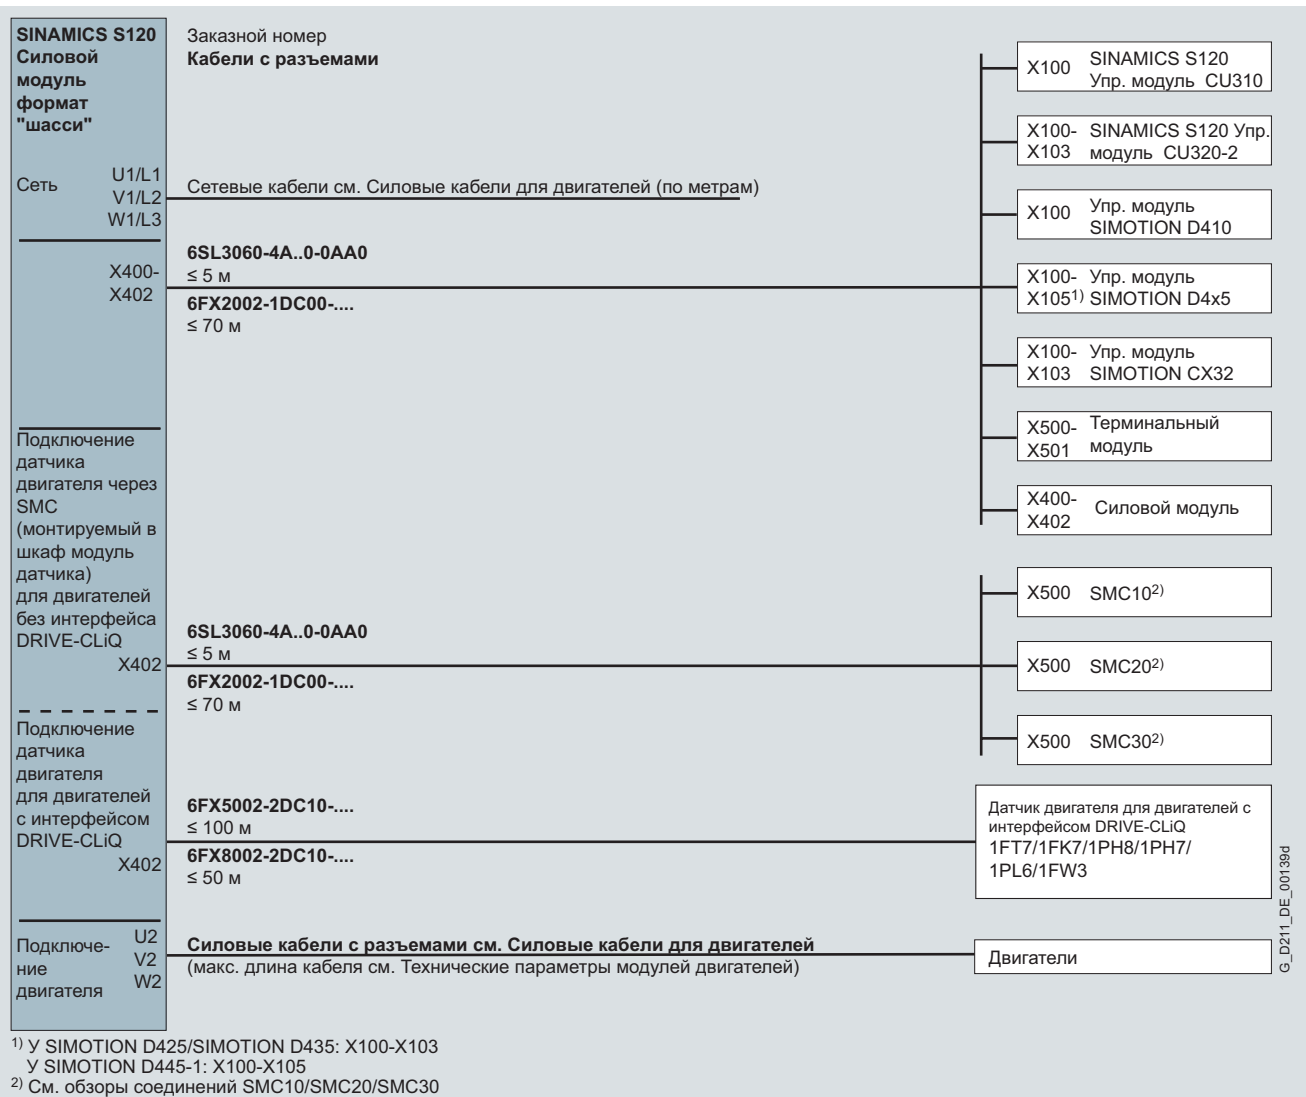 SINAMICS S120
Силовой
модуль
формат
"шасси"
Заказной номер
Кабели с разъемами
X100 SINAMICS S120
Упр. модуль CU310
X100- SINAMICS S120 Упр.
X103 модуль CU320-2
Сеть
U1/L1
V1/L2
W1/L3
Сетевые кабели см. Силовые кабели для двигателей (по метрам)
X100 Упр. модуль
SIMOTION D410
X400-
X402
6SL3060-4A..0-0AA0
≤ 5 м
6FX2002-1DC00-....
≤ 70 м
X100- Упр. модуль
X1051) SIMOTION D4x5
X100- Упр. модуль
X103 SIMOTION CX32
X500- Терминальный
X501 модуль
X400-
X402 Силовой модуль
Подключение
датчика
двигателя через
SMC
(монтируемый в
шкаф модуль
датчика)
для двигателей
без интерфейса
DRIVE-CLiQ
X402
6SL3060-4A..0-0AA0
≤ 5 м
6FX2002-1DC00-....
≤ 70 м
X500 SMC102)
X500 SMC202)
X500 SMC302)
Подключение
датчика
двигателя
для двигателей
с интерфейсом
DRIVE-CLiQ
X402
6FX5002-2DC10-....
≤ 100 м
6FX8002-2DC10-....
≤ 50 м
Датчик двигателя для двигателей с
интерфейсом DRIVE-CLiQ
1FT7/1FK7/1PH8/1PH7/
1PL6/1FW3
Подключе-
ние
двигателя
U2
V2
W2
Силовые кабели с разъемами см. Силовые кабели для двигателей
(макс. длина кабеля см. Технические параметры модулей двигателей)
Двигатели
G_D211_DE_00139d
1) У SIMOTION D425/SIMOTION D435: X100-X103
У SIMOTION D445-1: X100-X105
2) См. обзоры соединений SMC10/SMC20/SMC30